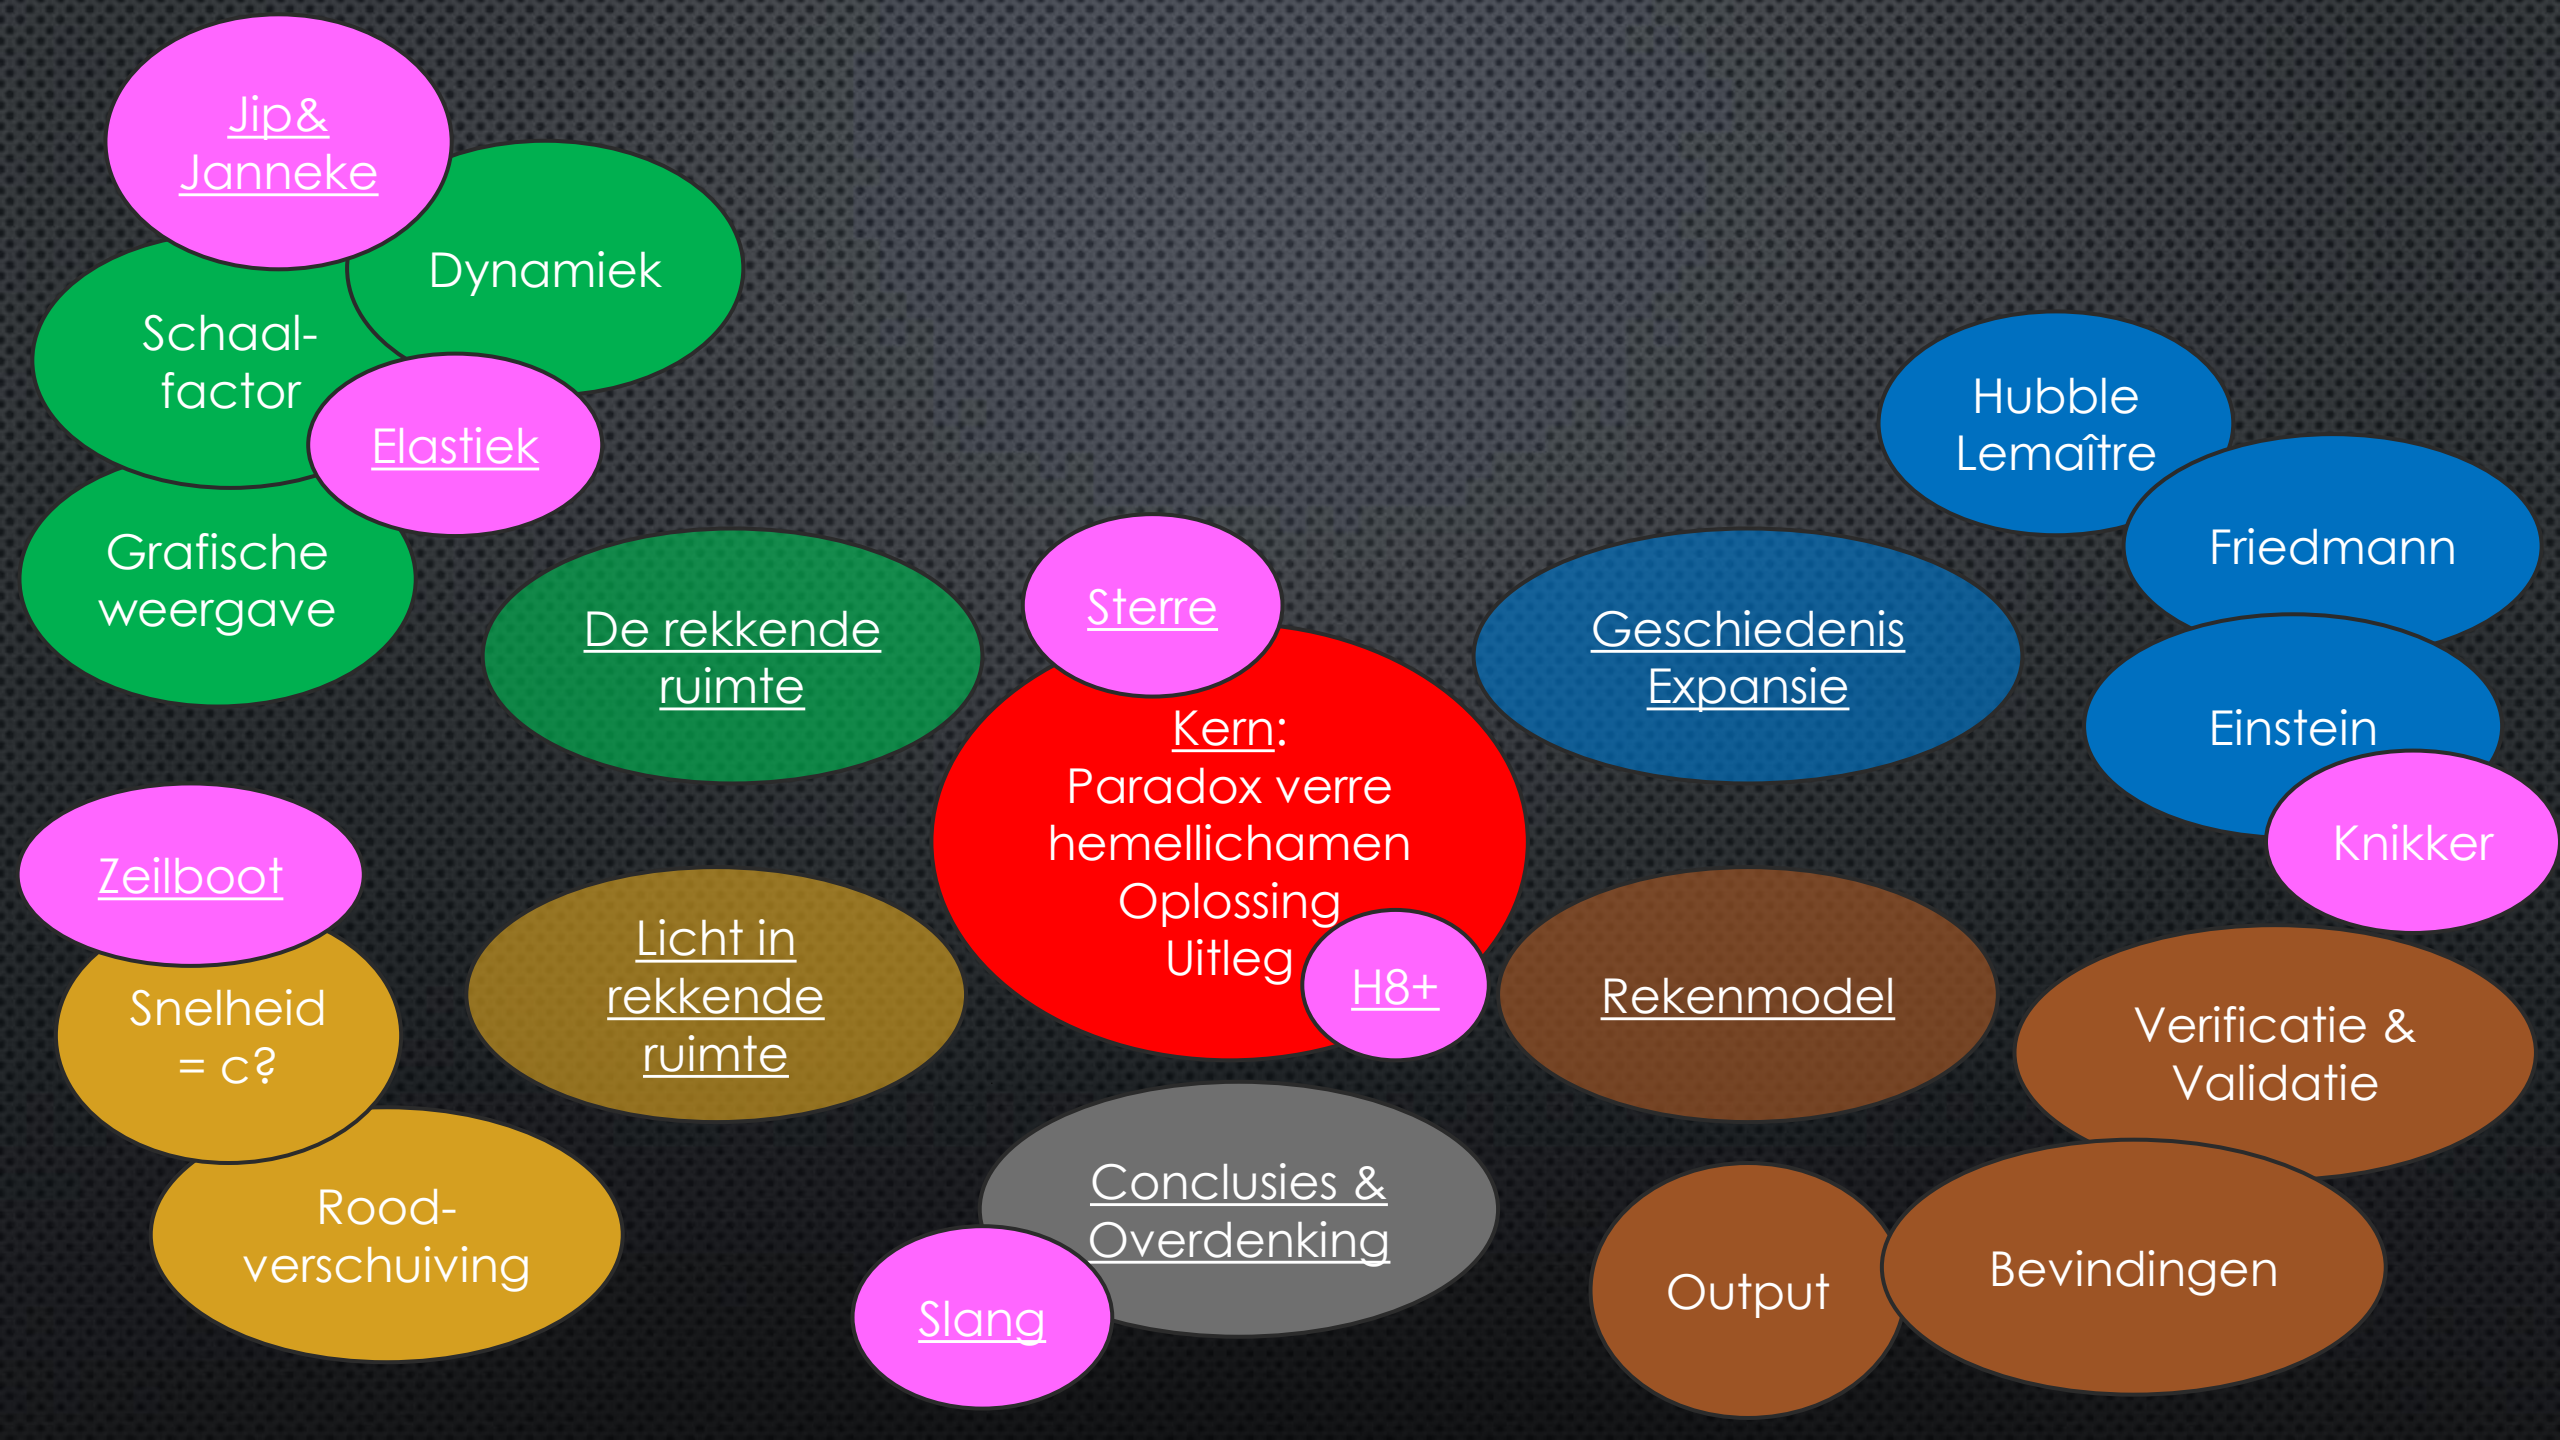 Jip&
Janneke
Dynamiek
Schaal-
factor
Elastiek
Grafische
weergave
De rekkende
ruimte
Sterre
Kern:
Paradox verre
hemellichamen
Oplossing
Uitleg
H8+
Geschiedenis
Expansie
Hubble
Lemaître
Friedmann
Einstein
Knikker
Zeilboot
Snelheid
= c?
Rood-
verschuiving
Licht in
rekkende
ruimte
Conclusies &
Overdenking
Slang
Rekenmodel
Verificatie &
Validatie
Output
Bevindingen